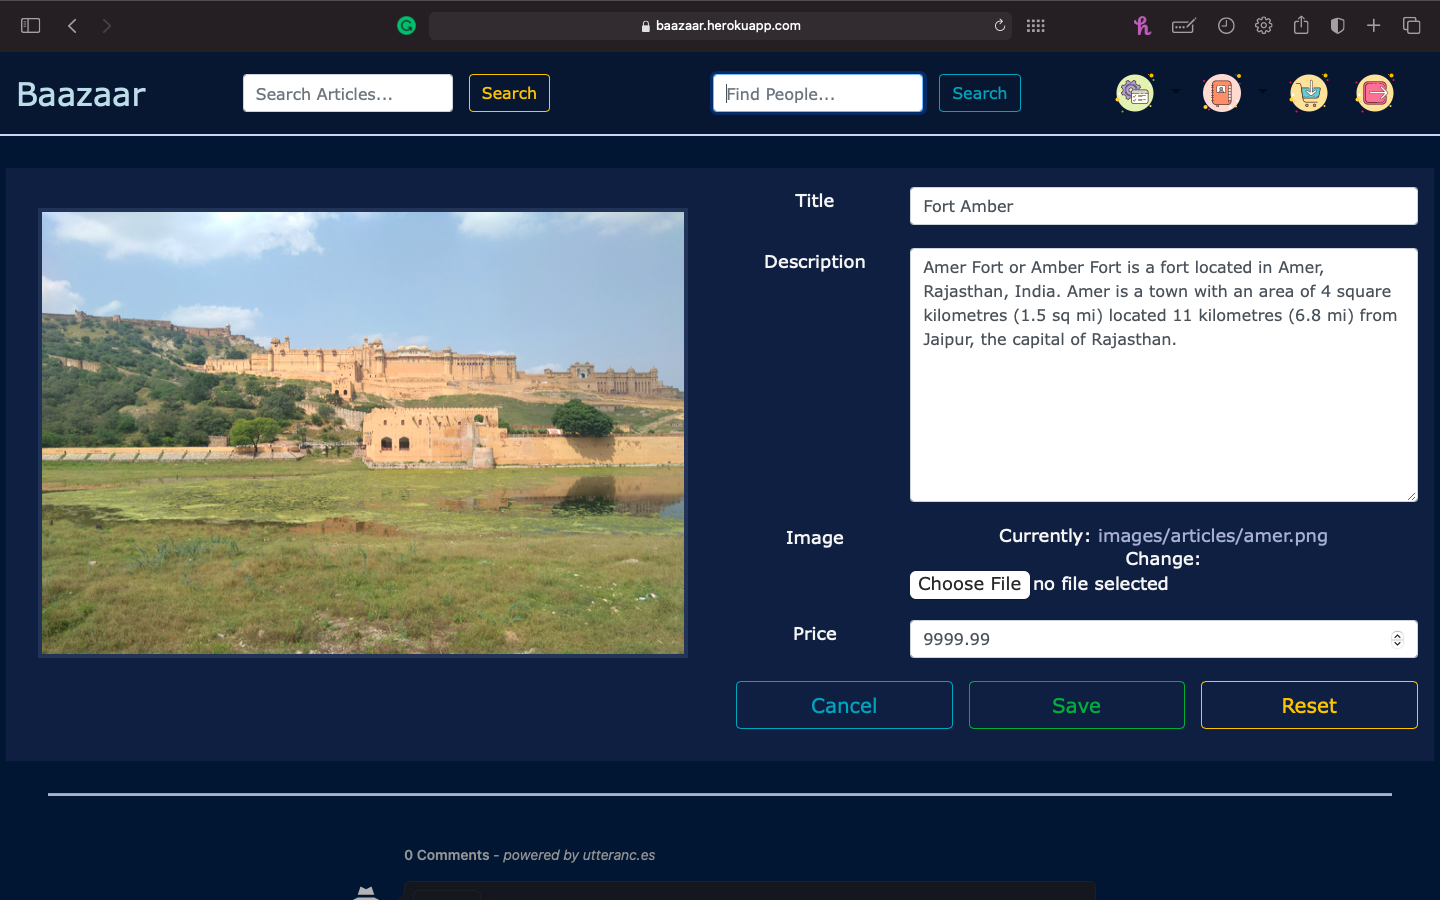 baazaar.herokuapp.com
Baazaar
Search Articles...
Search
Find People...
Search
Title
Fort Amber
Description
Amer Fort or Amber Fort is a fort located in Amer,
Rajasthan, India. Amer is a town with an area of 4 square
kilometres (1.5 sq mi) located 11 kilometres (6.8 mi) from
Jaipur, the capital of Rajasthan.
Image
Currently: images/articles/amer.png
Change:
Choose File no file selected
Price
9999.99
Cancel
Save
Reset
0 Comments - powered by utteranc.es